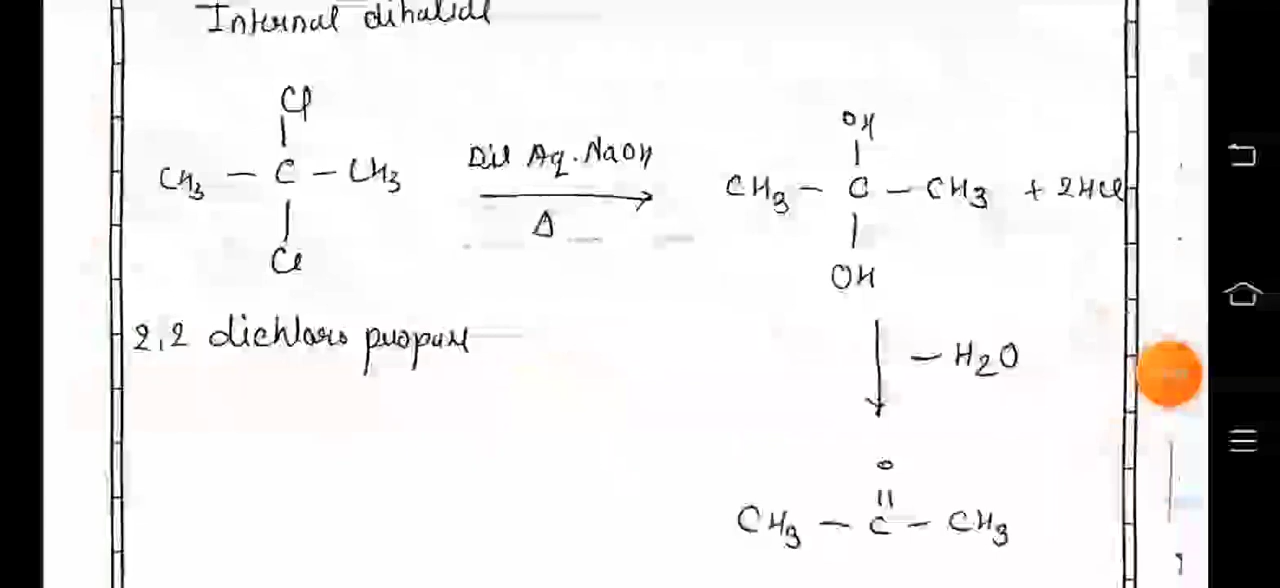 Internal dihalide
Cl
|
CH3 — C — CH3
|
Cl
Dil Aq. NaOH
Δ
OH
|
CH3 — C — CH3 + 2HCl
|
OH
2,2 dichloro propane
— H2O
O
||
CH3 — C — CH3